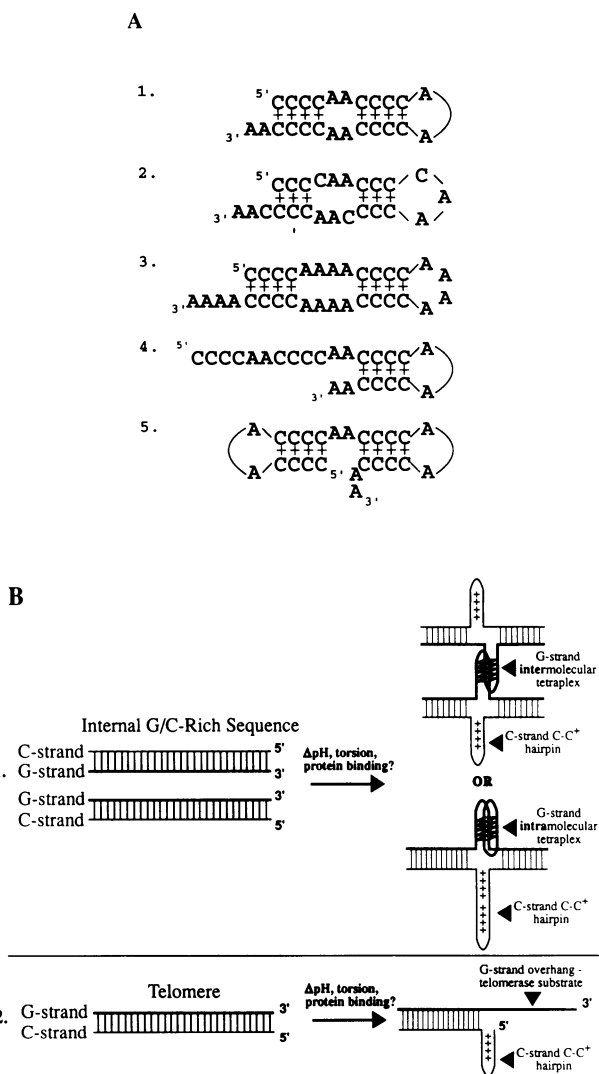 A
1.
5' CCCCAACCCC A
++++ ++++
3' AACCCCAACCCC A
2.
5' CCCCAACCC C
+++ +++ A
3' AACCCCAACCCC A
3.
5' CCCCAAAACCCC A A
++++ ++++
3' AAAACCCCAAAACCCC A A
4.
5' CCCCAACCCCAACCCC A
++++
3' AACCCC A
5.
A CCCCAACCCC A
++++ ++++
A CCCC 5' CCCC A
A
A 3'
B
G-strand
intermolecular
tetraplex
Internal G/C-Rich Sequence
C-strand 5'
G-strand 3'
ΔpH, torsion,
protein binding?
C-strand C-C+
hairpin
G-strand 3'
C-strand 5'
OR
G-strand
intramolecular
tetraplex
C-strand C-C+
hairpin
G-strand overhang -
telomerase substrate
2.
Telomere
G-strand 3'
C-strand 5'
ΔpH, torsion,
protein binding?
3'
5'
C-strand C-C+
hairpin